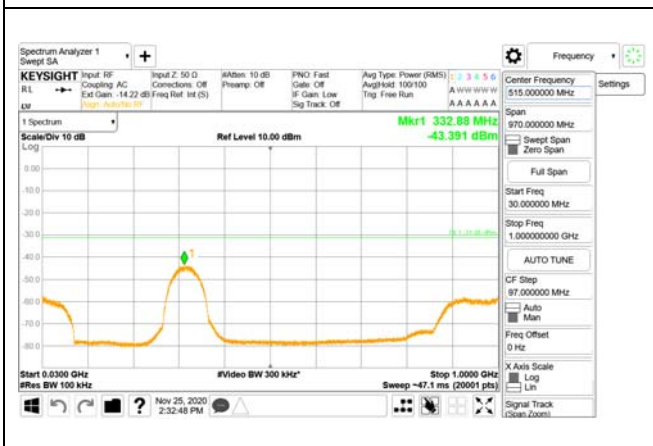 Spectrum Analyzer 1
Swept SA
+
Frequency
KEYSIGHT
RL
Input: RF
Coupling: AC
Ext Gain: -14.22 dB
Align: Auto/No RF
Input Z: 50 Ω
Corrections: Off
Freq Ref: Int (S)
#Atten: 10 dB
Preamp: Off
PNO: Fast
Gate: Off
IF Gain: Low
Sig Track: Off
Avg Type: Power (RMS)
Avg|Hold: 100/100
Trig: Free Run
1 2 3 4 5 6
A W W W W W
A A A A A A
1 Spectrum
Scale/Div 10 dB
Log
Ref Level 10.00 dBm
Mkr1 332.88 MHz
-43.391 dBm
0.00
-10.0
-20.0
-30.0
-40.0
-50.0
-60.0
-70.0
-80.0
1
Start 0.0300 GHz
#Res BW 100 kHz
#Video BW 300 kHz*
Stop 1.0000 GHz
Sweep ~47.1 ms (20001 pts)
Nov 25, 2020
2:32:48 PM
?
Center Frequency
515.000000 MHz
Settings
Span
970.000000 MHz
Swept Span
Zero Span
Full Span
Start Freq
30.000000 MHz
Stop Freq
1.000000000 GHz
AUTO TUNE
CF Step
97.000000 MHz
Auto
Man
Freq Offset
0 Hz
X Axis Scale
Log
Lin
Signal Track
(Span Zoom)